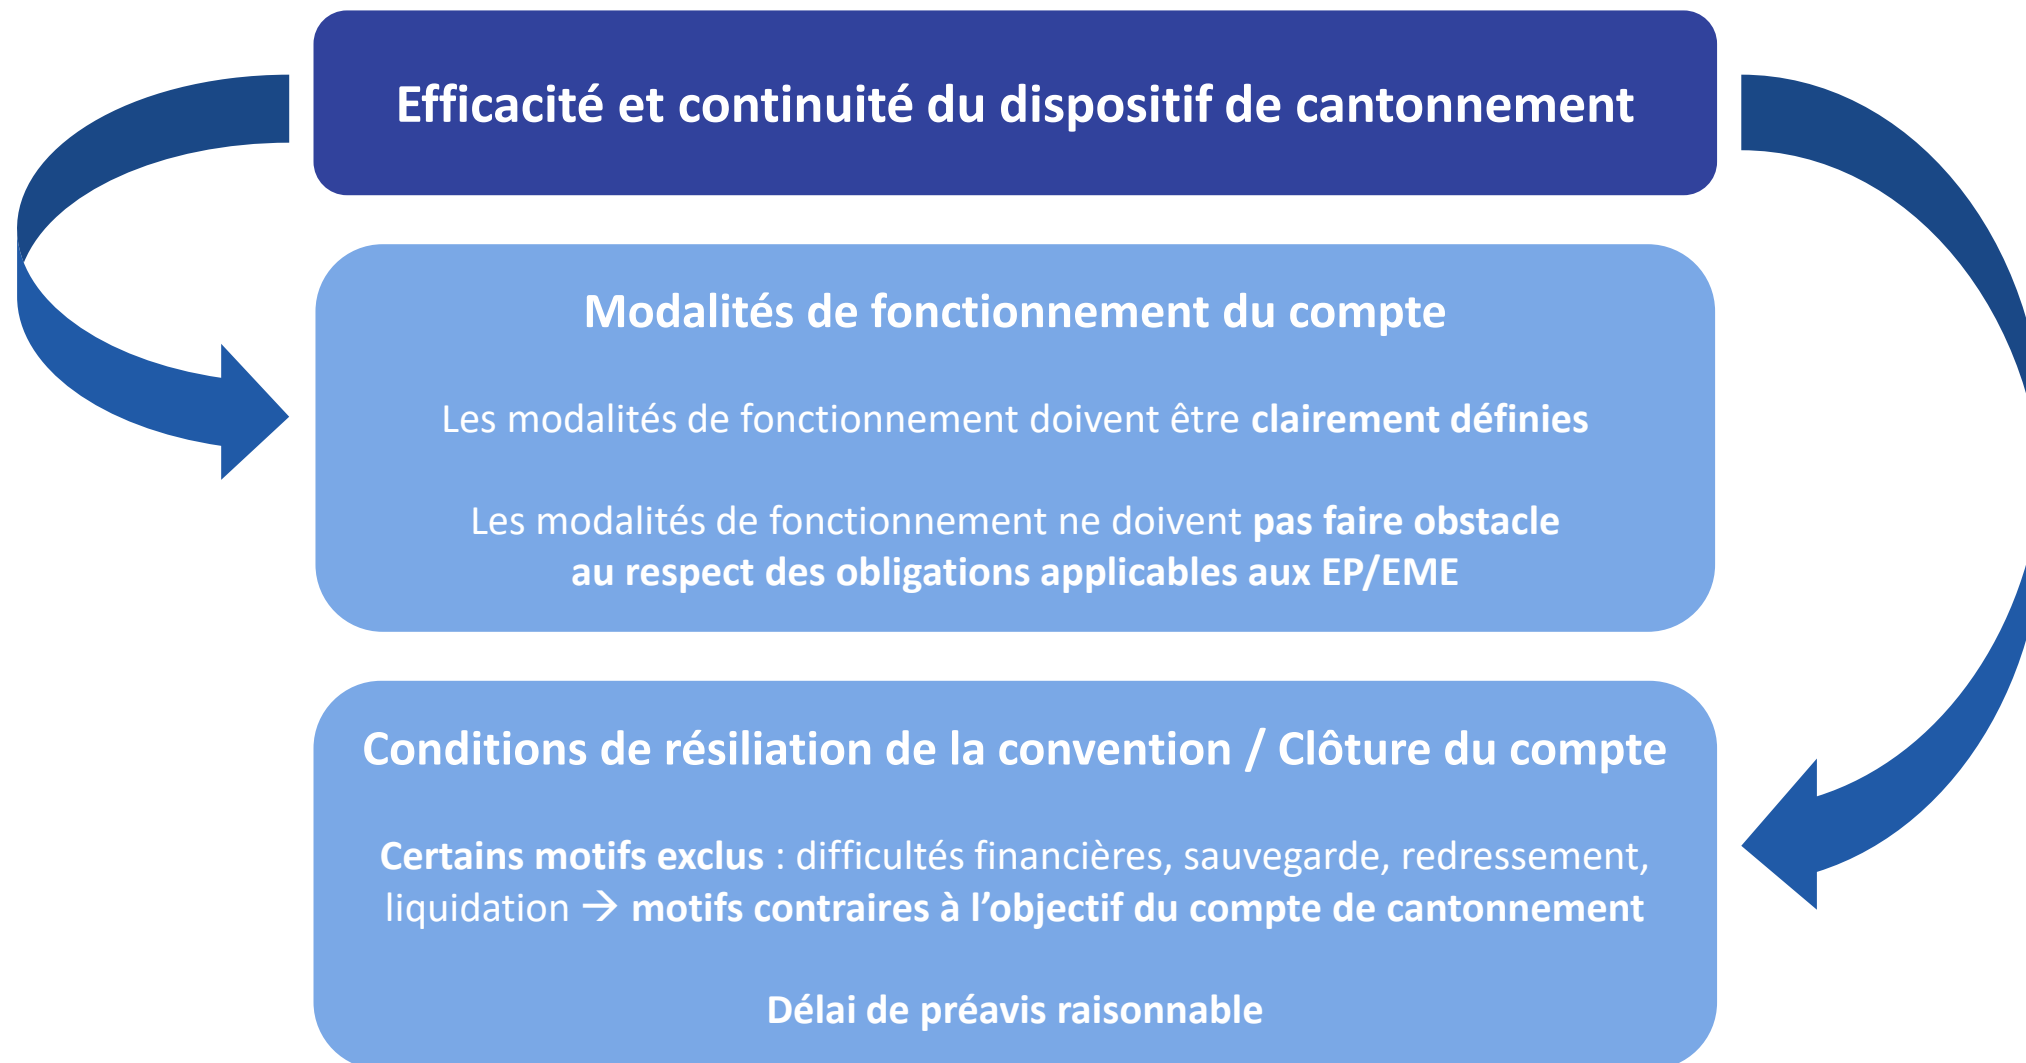 Efficacité et continuité du dispositif de cantonnement
Modalités de fonctionnement du compte
Les modalités de fonctionnement doivent être clairement définies
Les modalités de fonctionnement ne doivent pas faire obstacle
au respect des obligations applicables aux EP/EME
Conditions de résiliation de la convention / Clôture du compte
Certains motifs exclus : difficultés financières, sauvegarde, redressement,
liquidation → motifs contraires à l’objectif du compte de cantonnement
Délai de préavis raisonnable